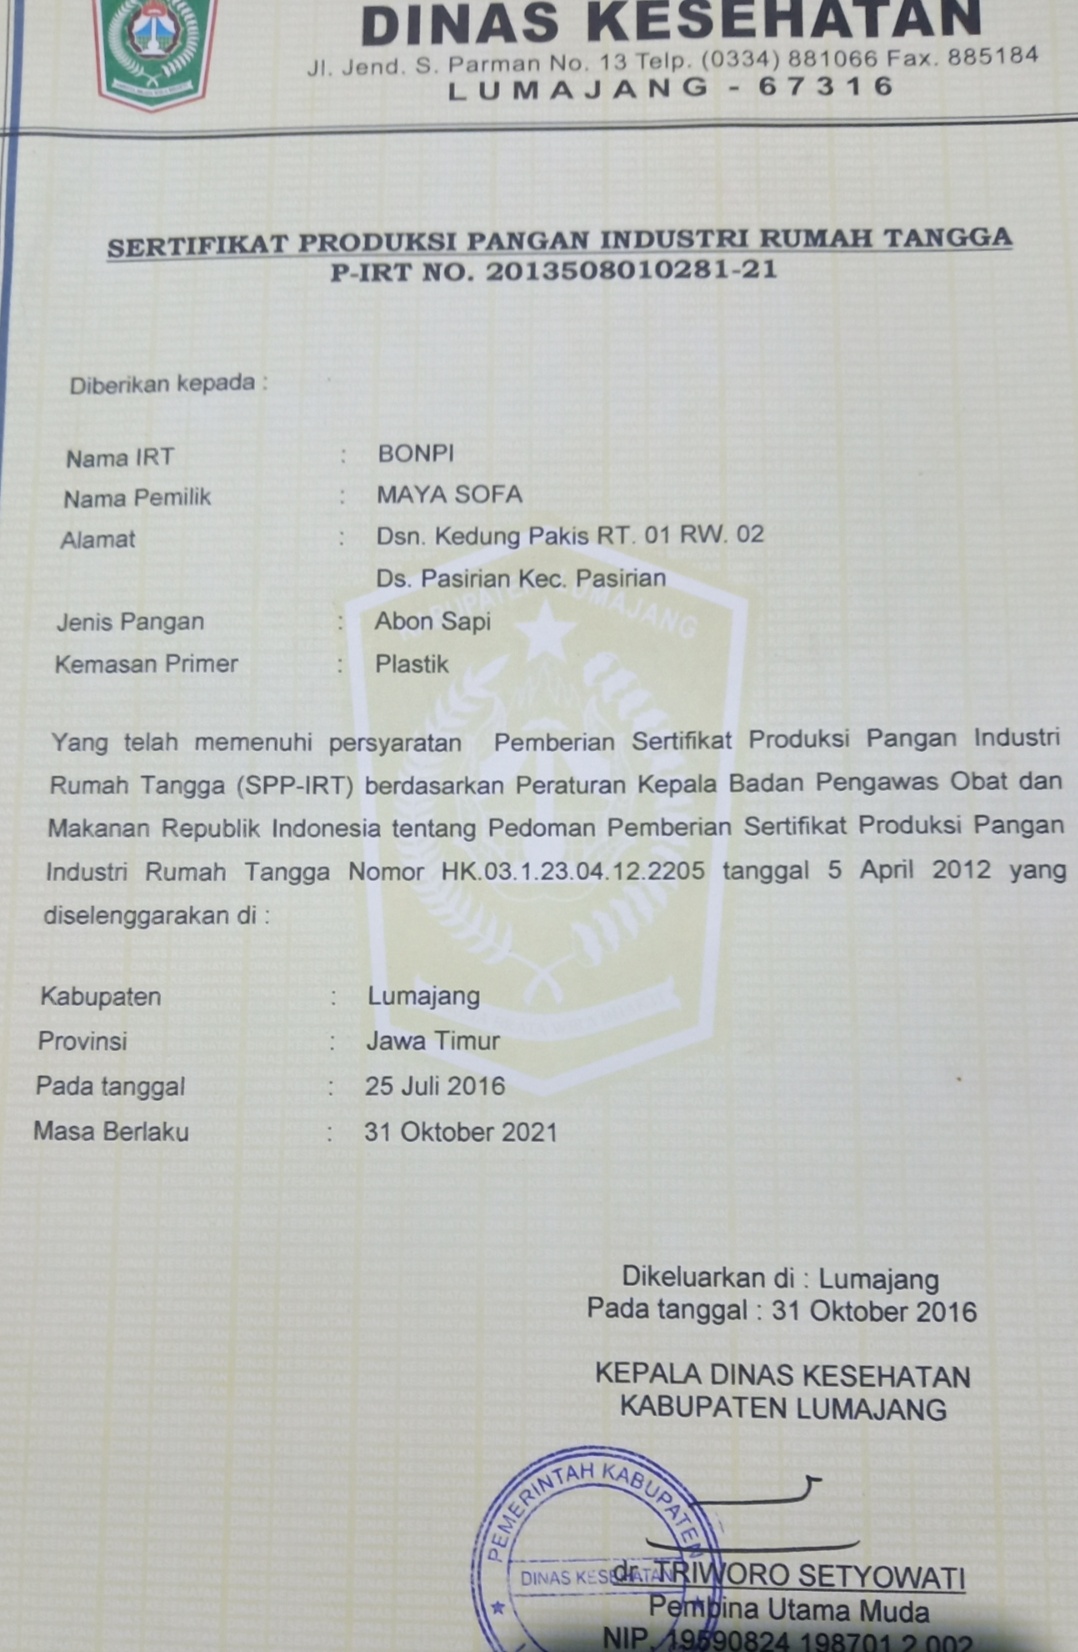 DINAS KESEHATAN
Jl. Jend. S. Parman No. 13 Telp. (0334) 881066 Fax. 885184
LUMAJANG - 67316
SERTIFIKAT PRODUKSI PANGAN INDUSTRI RUMAH TANGGA
P-IRT NO. 2013508010281-21
Diberikan kepada :
Nama IRT : BONPI
Nama Pemilik : MAYA SOFA
Alamat : Dsn. Kedung Pakis RT. 01 RW. 02
Ds. Pasirian Kec. Pasirian
Jenis Pangan : Abon Sapi
Kemasan Primer : Plastik
KABUPATEN LUMAJANG
Yang telah memenuhi persyaratan Pemberian Sertifikat Produksi Pangan Industri
Rumah Tangga (SPP-IRT) berdasarkan Peraturan Kepala Badan Pengawas Obat dan
Makanan Republik Indonesia tentang Pedoman Pemberian Sertifikat Produksi Pangan
Industri Rumah Tangga Nomor HK.03.1.23.04.12.2205 tanggal 5 April 2012 yang
diselenggarakan di :
Kabupaten : Lumajang
Provinsi : Jawa Timur
Pada tanggal : 25 Juli 2016
Masa Berlaku : 31 Oktober 2021
Dikeluarkan di : Lumajang
Pada tanggal : 31 Oktober 2016
KEPALA DINAS KESEHATAN
KABUPATEN LUMAJANG
PEMERINTAH KABUPATEN
DINAS KESEHATAN
dr. TRIWORO SETYOWATI
Pembina Utama Muda
NIP. 19590824 198701 2 002